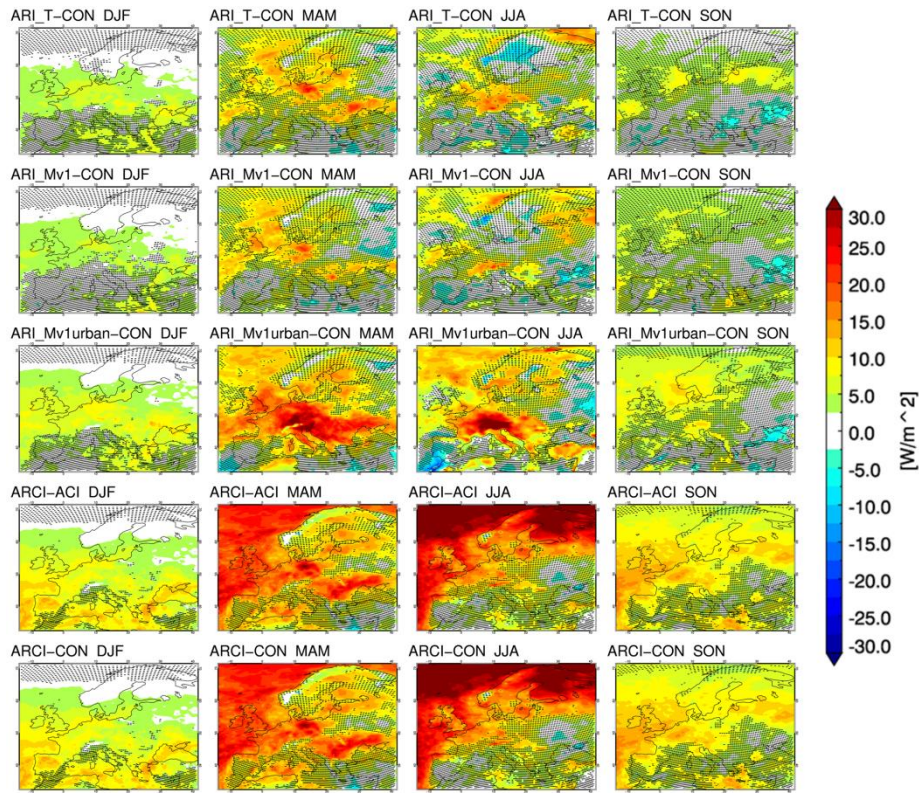 ARI_T-CON DJF
ARI_T-CON MAM
ARI_T-CON JJA
ARI_T-CON SON
ARI_Mv1-CON DJF
ARI_Mv1-CON MAM
ARI_Mv1-CON JJA
ARI_Mv1-CON SON
ARI_Mv1urban-CON DJF
ARI_Mv1urban-CON MAM
ARI_Mv1urban-CON JJA
ARI_Mv1urban-CON SON
ARCI-ACI DJF
ARCI-ACI MAM
ARCI-ACI JJA
ARCI-ACI SON
ARCI-CON DJF
ARCI-CON MAM
ARCI-CON JJA
ARCI-CON SON
30.0
25.0
20.0
15.0
10.0
5.0
0.0
-5.0
-10.0
-15.0
-20.0
-25.0
-30.0
[W/m^2]